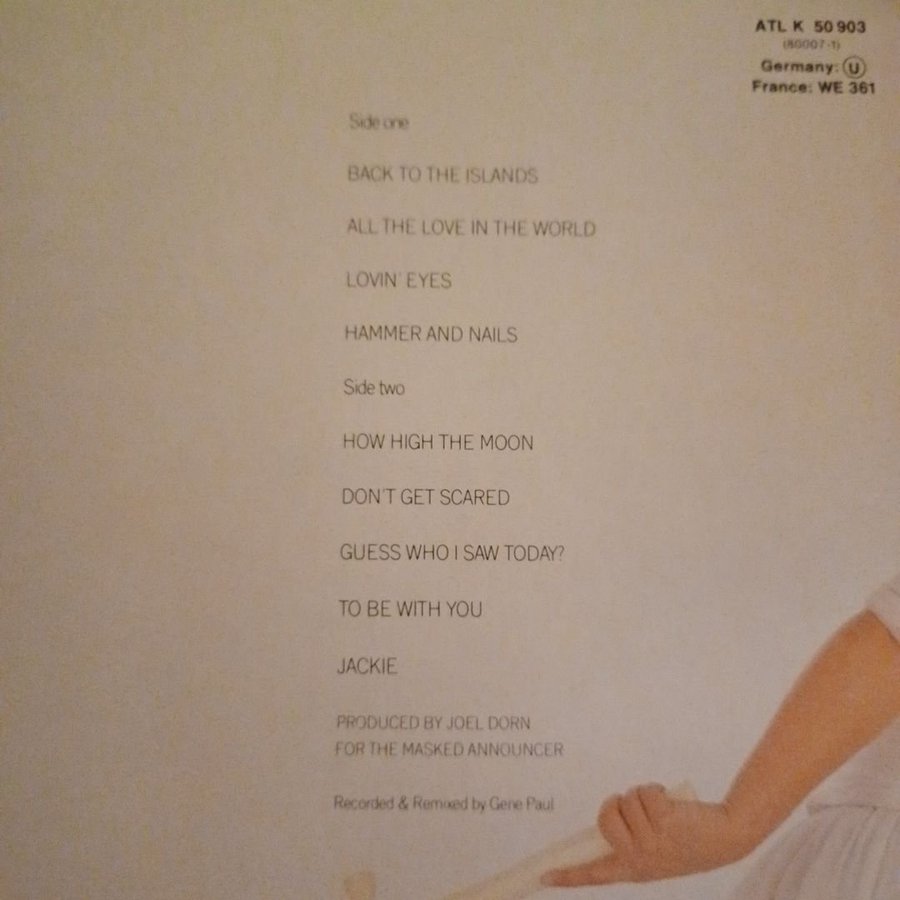 ATL K 50 903
(80007-1)
Germany: Ⓤ
France: WE 361
Side one
BACK TO THE ISLANDS
ALL THE LOVE IN THE WORLD
LOVIN' EYES
HAMMER AND NAILS
Side two
HOW HIGH THE MOON
DON'T GET SCARED
GUESS WHO I SAW TODAY?
TO BE WITH YOU
JACKIE
PRODUCED BY JOEL DORN
FOR THE MASKED ANNOUNCER
Recorded & Remixed by Gene Paul